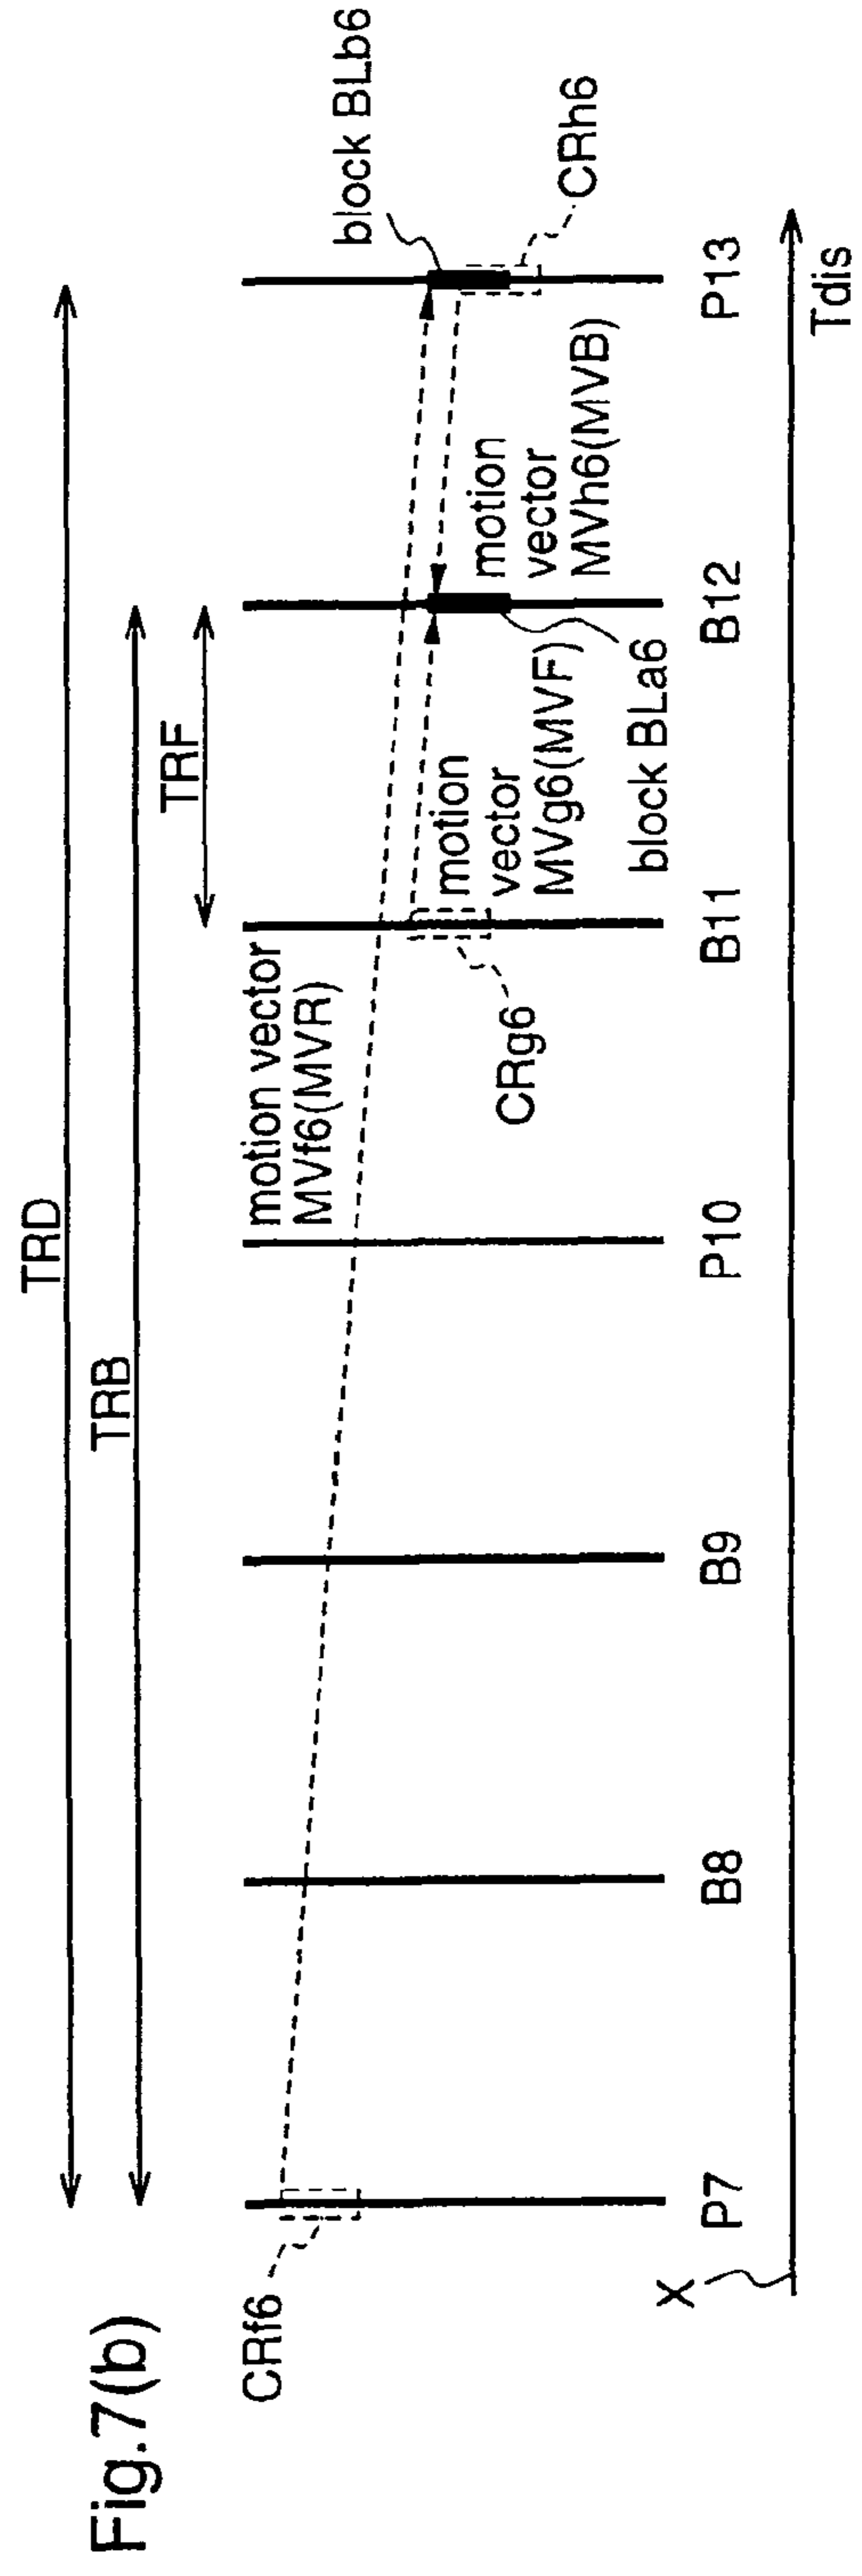 Fig.7(b)
TRD
TRB
TRF
CRf6
motion vector
MVf6(MVR)
CRg6
motion
vector
MVg6(MVF)
block BLa6
motion
vector
MVh6(MVB)
block BLb6
CRh6
P7
B8
B9
P10
B11
B12
P13
X
Tdis